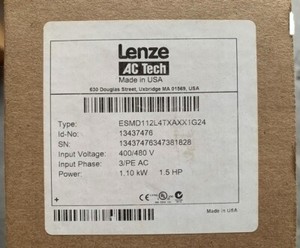 Lenze
AC Tech
Made in USA
630 Douglas Street, Uxbridge MA 01569, USA
Type: ESMD112L4TXAXX1G24
Id-No: 13437476
SN: 13437476347381828
Input Voltage: 400/480 V
Input Phase: 3/PE AC
Power: 1.10 kW 1.5 HP
+
CE
Made in USA